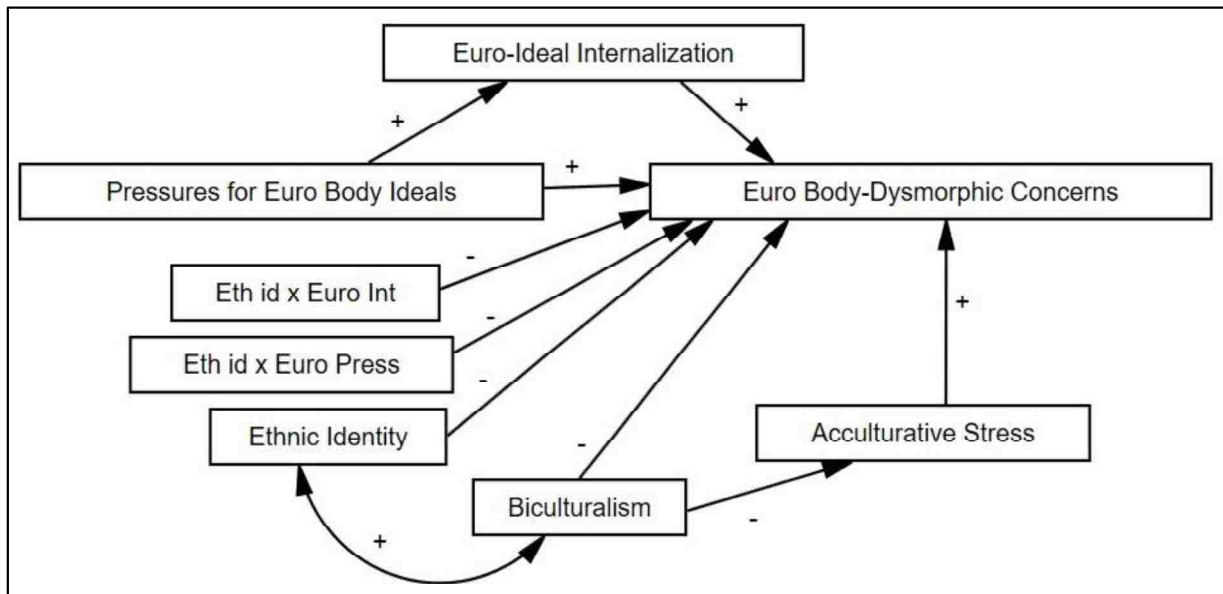 Euro-Ideal Internalization
+
+
Pressures for Euro Body Ideals
+
Euro Body-Dysmorphic Concerns
-
Eth id x Euro Int
-
Eth id x Euro Press
-
+
Ethnic Identity
Acculturative Stress
-
Biculturalism
-
+